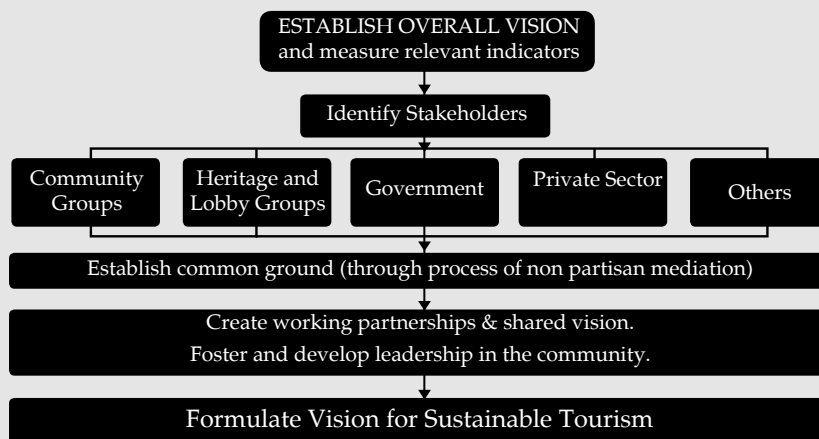 ESTABLISH OVERALL VISION
and measure relevant indicators
Identify Stakeholders
Community
Groups
Heritage and
Lobby Groups
Government
Private Sector
Others
Establish common ground (through process of non partisan mediation)
Create working partnerships & shared vision.
Foster and develop leadership in the community.
Formulate Vision for Sustainable Tourism